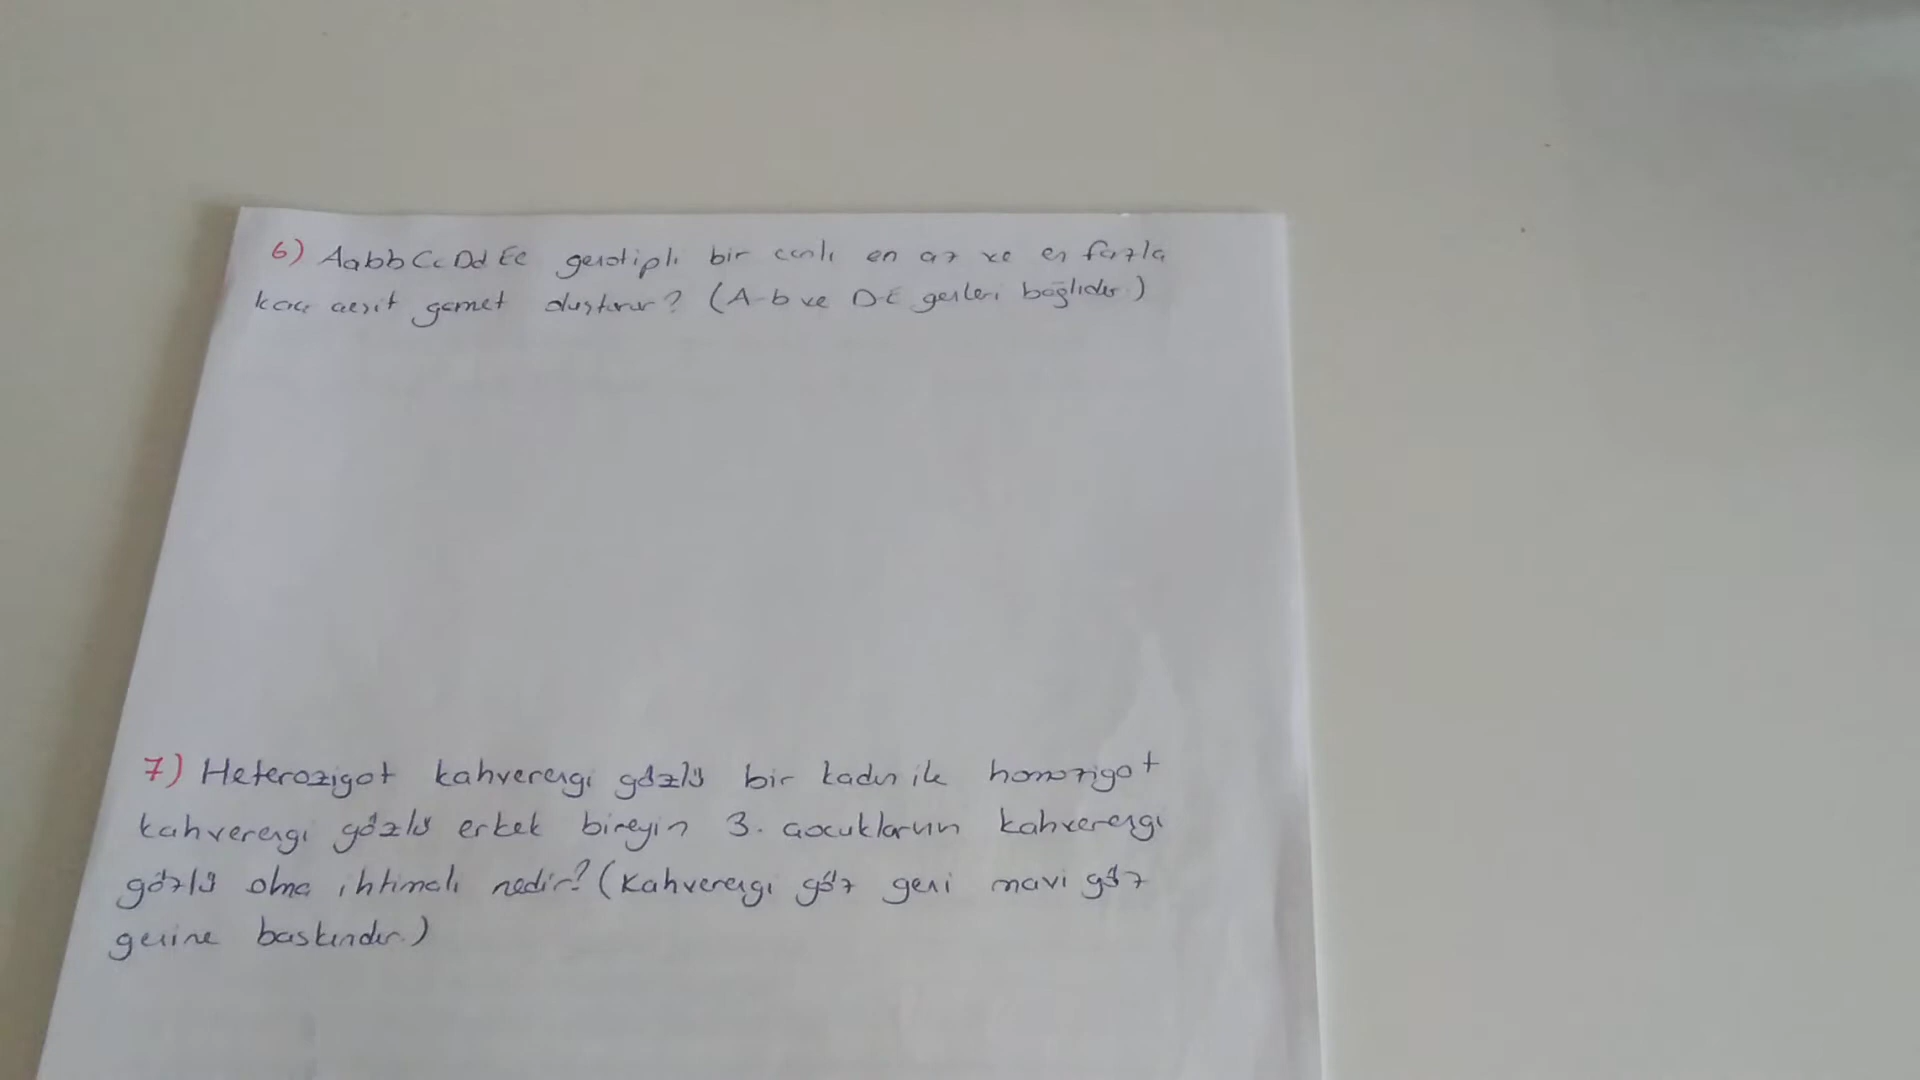 6) AabbCcDdEe genotipli bir canlı en az ve en fazla
kaç çeşit gamet oluşturur? (A-b ve D-E genleri bağlıdır.)
7) Heterozigot kahverengi gözlü bir kadın ile homozigot
kahverengi gözlü erkek bireyin 3. çocuklarının kahverengi
gözlü olma ihtimali nedir? (Kahverengi göz geni mavi göz
genine baskındır.)